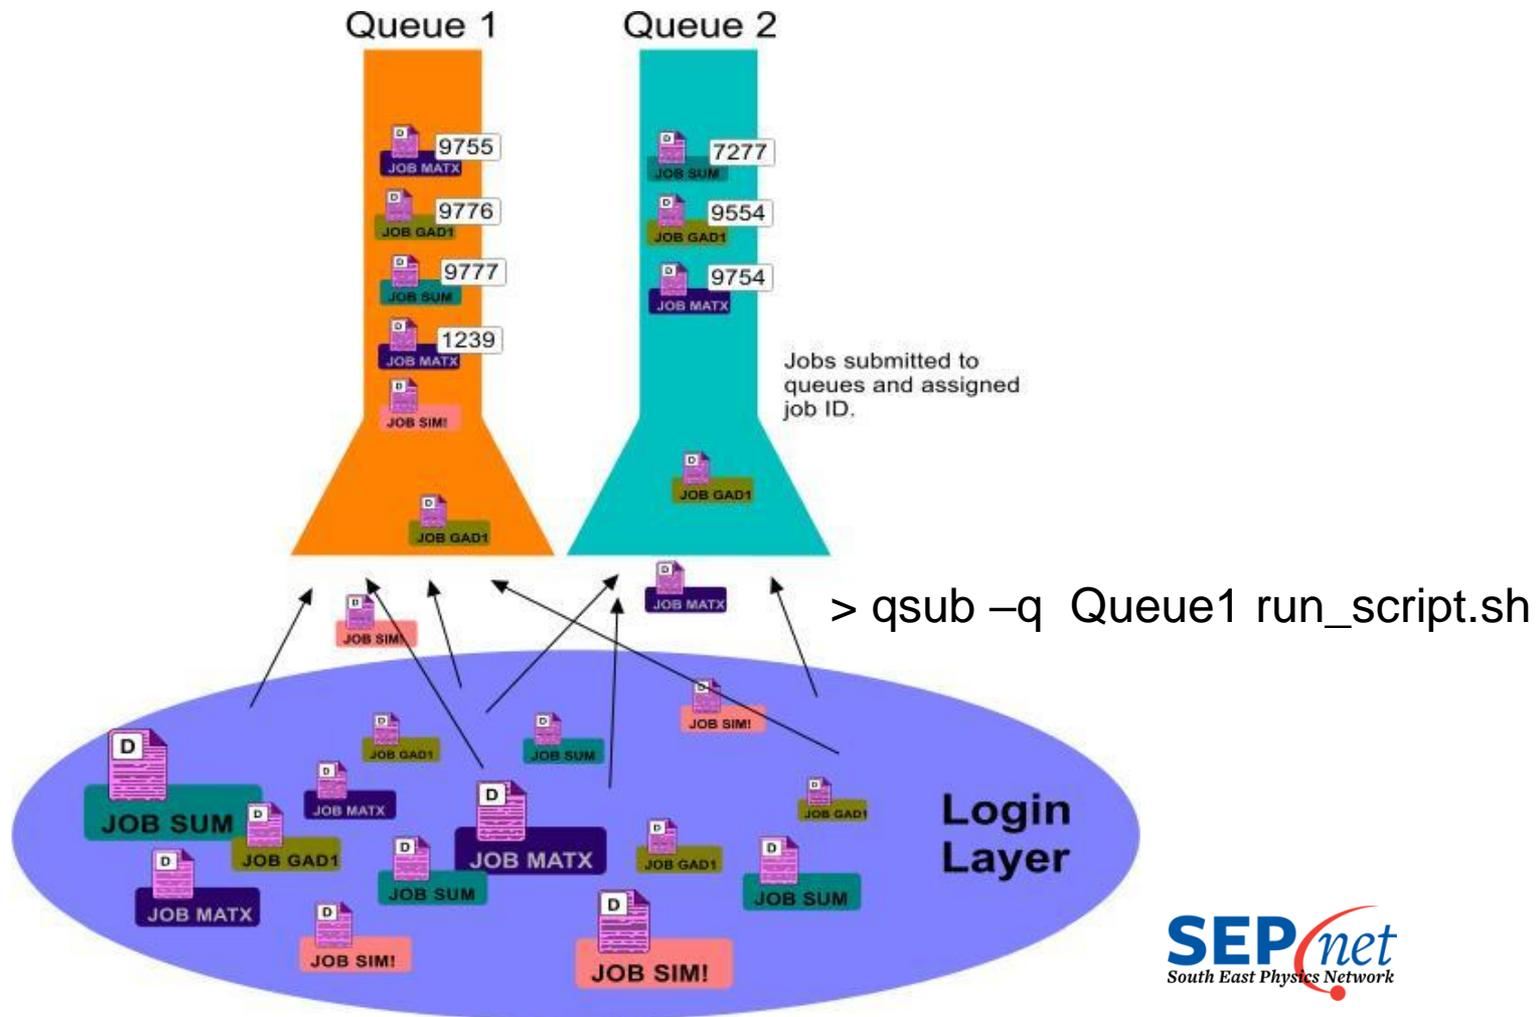 Queue 1
Queue 2
9755
JOB MATX
9776
JOB GAD1
9777
JOB SUM
1239
JOB MATX
JOB SIM!
JOB GAD1
7277
JOB SUM
9554
JOB GAD1
9754
JOB MATX
Jobs submitted to
queues and assigned
job ID.
JOB GAD1
JOB MATX
> qsub –q Queue1 run_script.sh
JOB SIM!
D
JOB SIM!
D
JOB GAD1
D
JOB SUM
D
JOB SUM
D
JOB MATX
D
JOB MATX
D
JOB GAD1
Login
Layer
D
JOB GAD1
D
JOB GAD1
D
JOB MATX
D
JOB SUM
D
JOB SUM
D
JOB SIM!
D
JOB SIM!
SEPnet
South East Physics Network